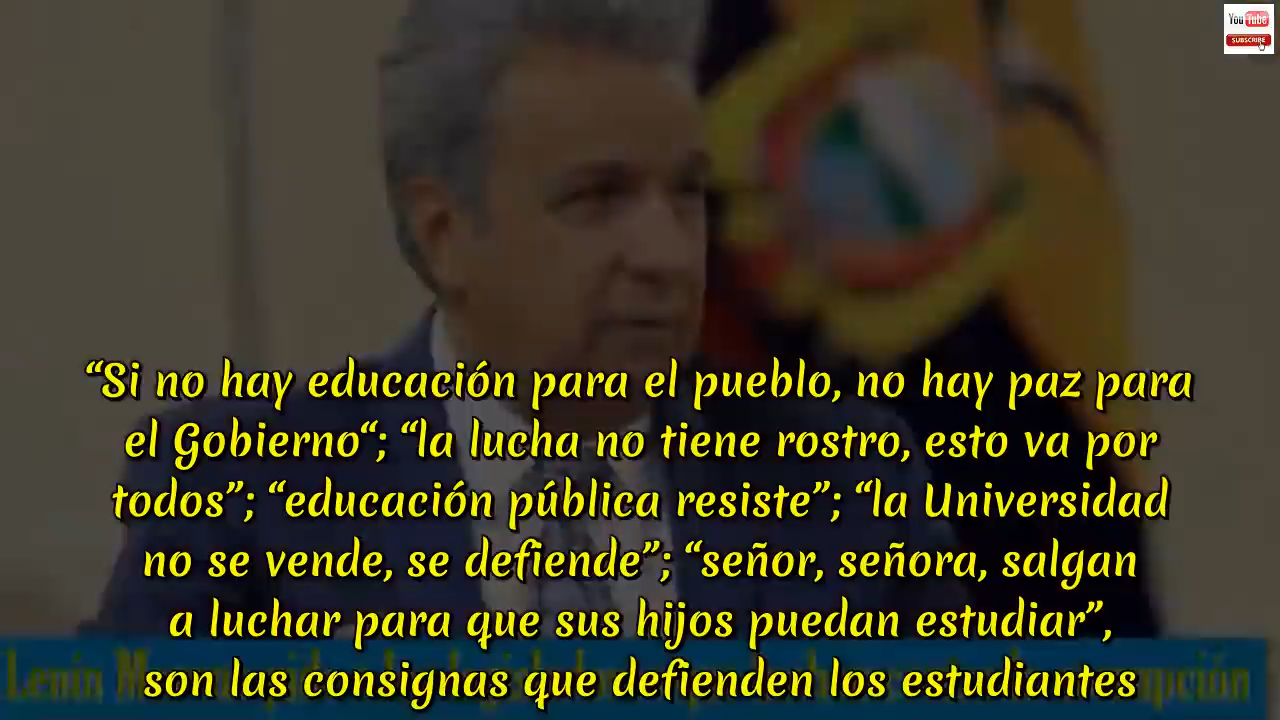 You Tube
SUBSCRIBE
“Si no hay educación para el pueblo, no hay paz para
el Gobierno“; “la lucha no tiene rostro, esto va por
todos”; “educación pública resiste”; “la Universidad
no se vende, se defiende”; “señor, señora, salgan
a luchar para que sus hijos puedan estudiar”,
son las consignas que defienden los estudiantes
Lenin